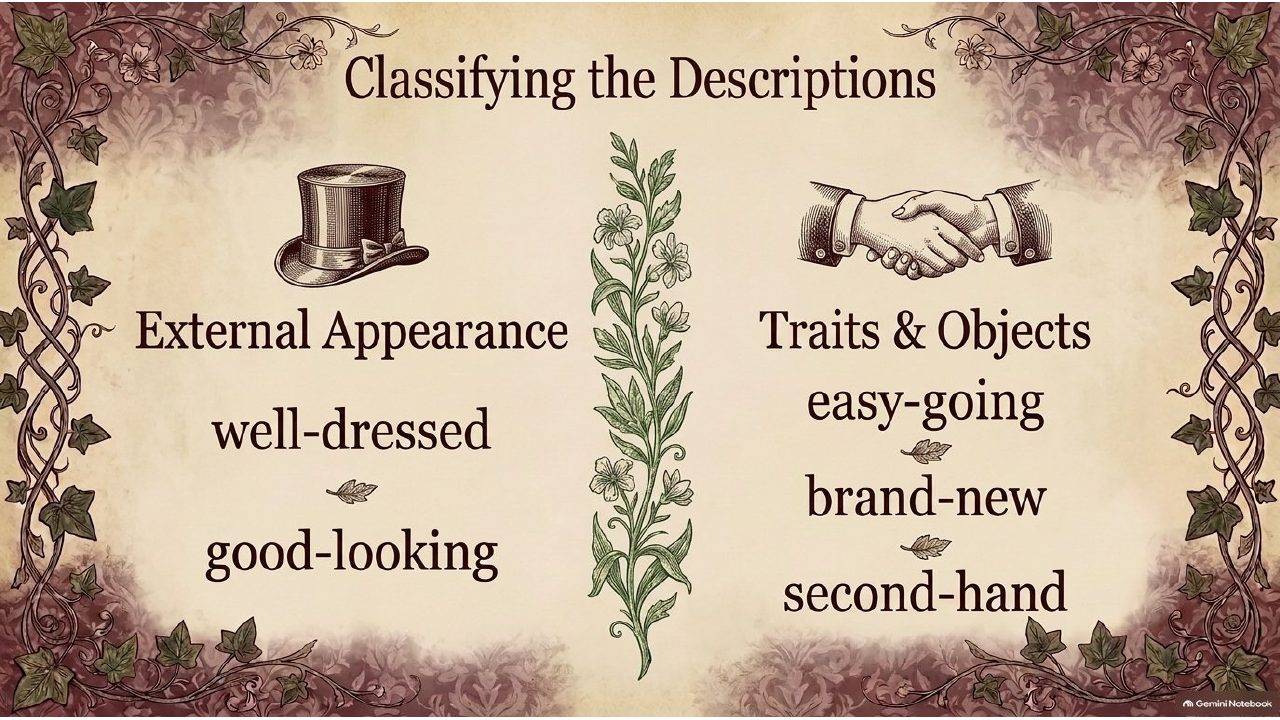 Classifying the Descriptions
External Appearance
well-dressed
good-looking
Traits & Objects
easy-going
brand-new
second-hand
Gemini Notebook